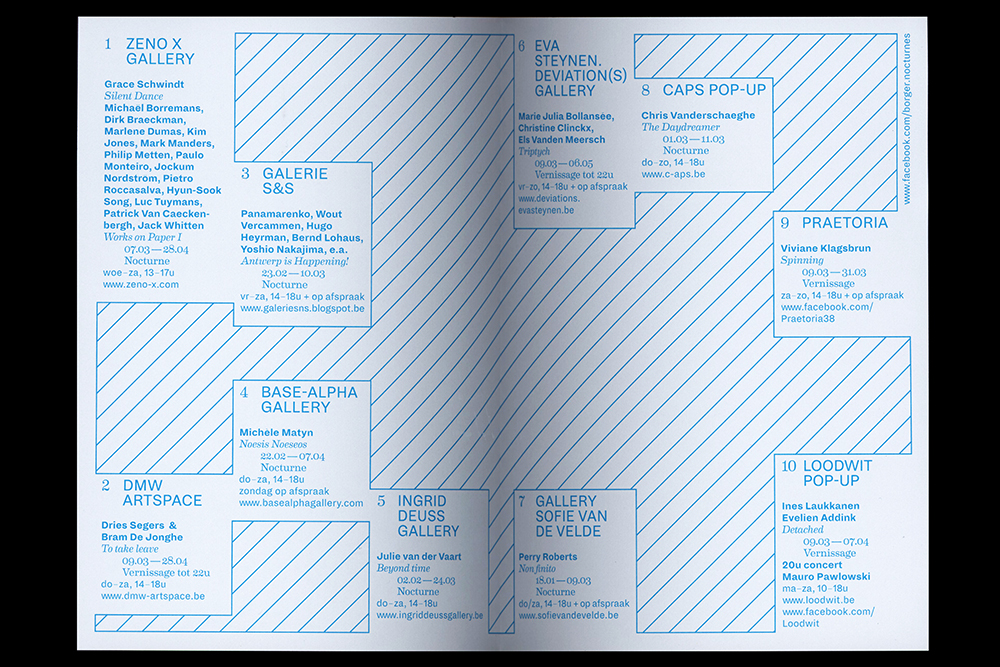 1 ZENO X
GALLERY
Grace Schwindt
Silent Dance
Michaël Borremans,
Dirk Braeckman,
Marlene Dumas, Kim
Jones, Mark Manders,
Philip Metten, Paulo
Monteiro, Jockum
Nordström, Pietro
Roccasalva, Hyun-Sook
Song, Luc Tuymans,
Patrick Van Caecken-
bergh, Jack Whitten
Works on Paper I
07.03—28.04
Nocturne
woe–za, 13–17u
www.zeno-x.com
2 DMW
ARTSPACE
Dries Segers &
Bram De Jonghe
To take leave
09.03—28.04
Vernissage tot 22u
do–za, 14–18u
www.dmw-artspace.be
3 GALERIE
S&S
Panamarenko, Wout
Vercammen, Hugo
Heyrman, Bernd Lohaus,
Yoshio Nakajima, e.a.
Antwerp is Happening!
23.02—10.03
Nocturne
vr–za, 14–18u + op afspraak
www.galeriesns.blogspot.be
4 BASE-ALPHA
GALLERY
Michèle Matyn
Noesis Noeseos
22.02—07.04
Nocturne
do–za, 14–18u
zondag op afspraak
www.basealphagallery.com
5 INGRID
DEUSS
GALLERY
Julie van der Vaart
Beyond time
02.02—24.03
Nocturne
do–za, 14–18u
www.ingriddeussgallery.be
6 EVA
STEYNEN.
DEVIATION(S)
GALLERY
Marie Julia Bollansée,
Christine Clinckx,
Els Vanden Meersch
Triptych
09.03—06.05
Vernissage tot 22u
vr–zo, 14–18u + op afspraak
www.deviations.
evasteynen.be
7 GALLERY
SOFIE VAN
DE VELDE
Perry Roberts
Non finito
18.01—09.03
Nocturne
do/za, 14–18u + op afspraak
www.sofievandevelde.be
8 CAPS POP-UP
Chris Vanderschaeghe
The Daydreamer
01.03—11.03
Nocturne
do–zo, 14–18u
www.c-aps.be
9 PRAETORIA
Viviane Klagsbrun
Spinning
09.03—31.03
Vernissage
za–zo, 14–18u + op afspraak
www.facebook.com/
Praetoria38
10 LOODWIT
POP-UP
Ines Laukkanen
Evelien Addink
Detached
09.03—07.04
Vernissage
20u concert
Mauro Pawlowski
ma–za, 10–18u
www.loodwit.be
www.facebook.com/
Loodwit
www.facebook.com/borger.nocturnes